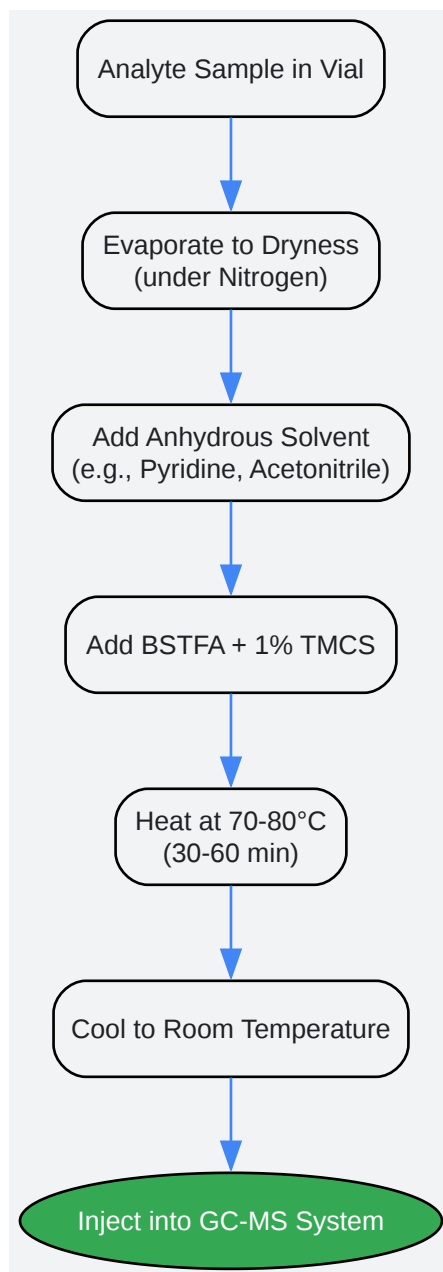 Analyte Sample in Vial
Evaporate to Dryness
(under Nitrogen)
Add Anhydrous Solvent
(e.g., Pyridine, Acetonitrile)
Add BSTFA + 1% TMCS
Heat at 70-80°C
(30-60 min)
Cool to Room Temperature
Inject into GC-MS System